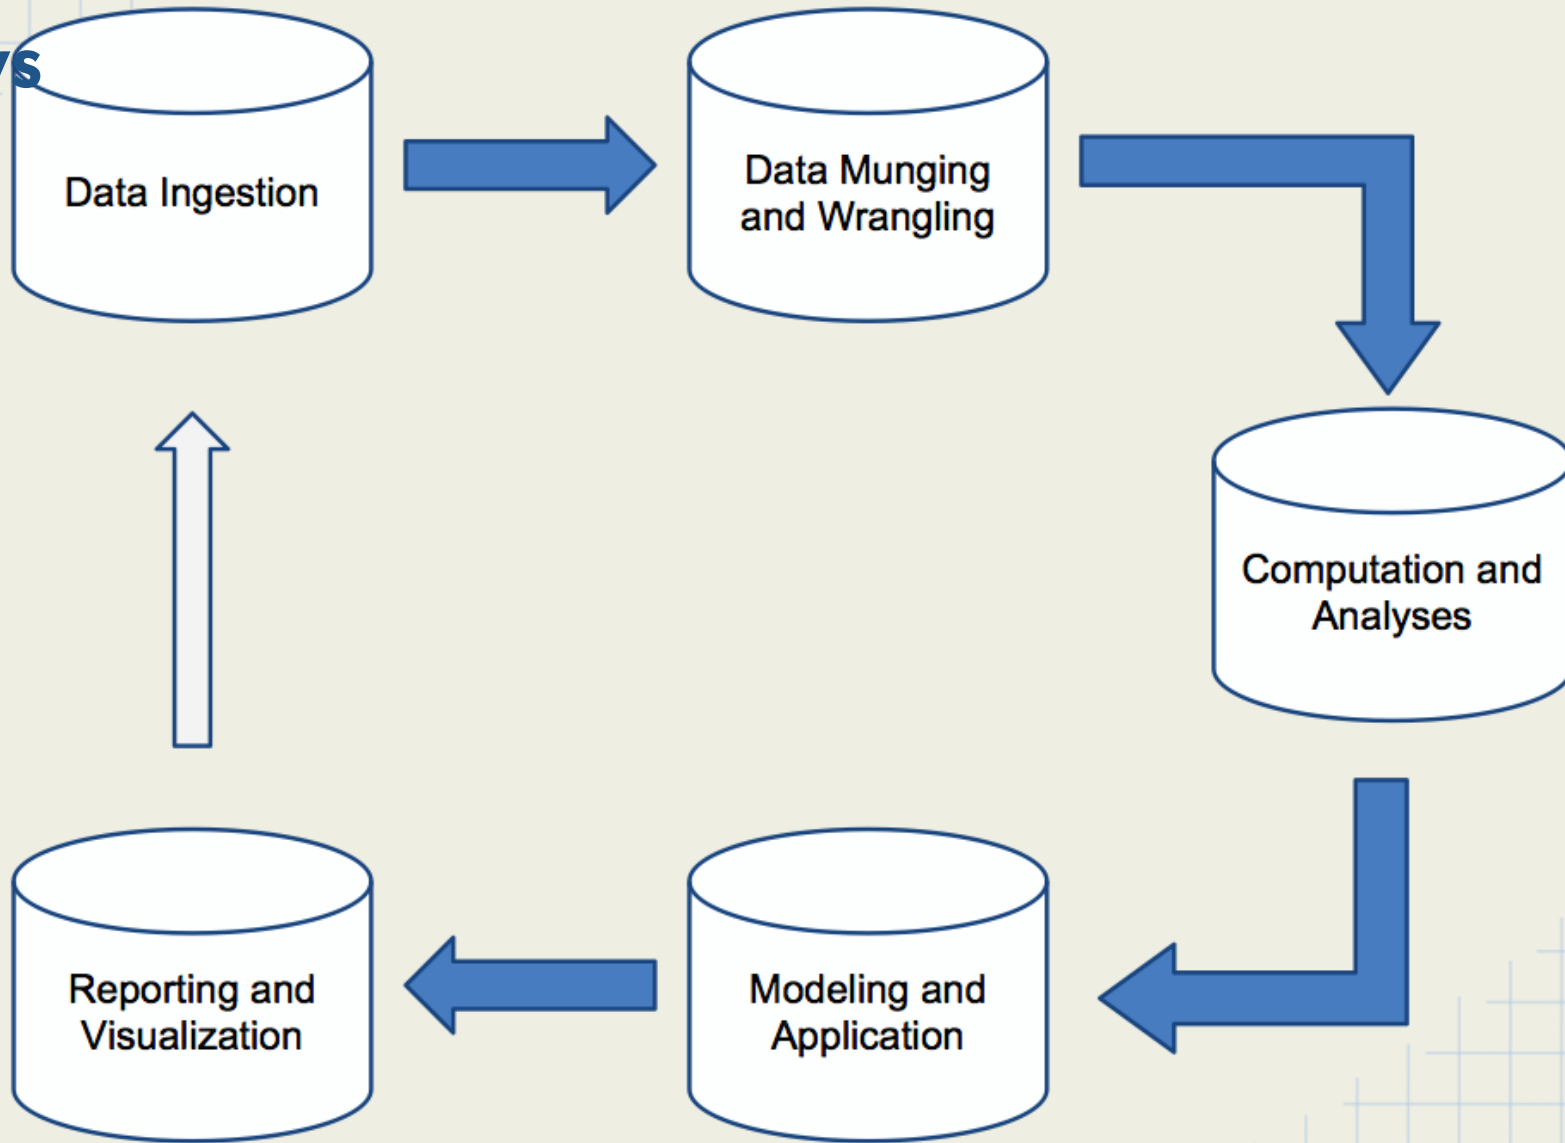 Data Ingestion
Data Munging
and Wrangling
Computation and
Analyses
Modeling and
Application
Reporting and
Visualization